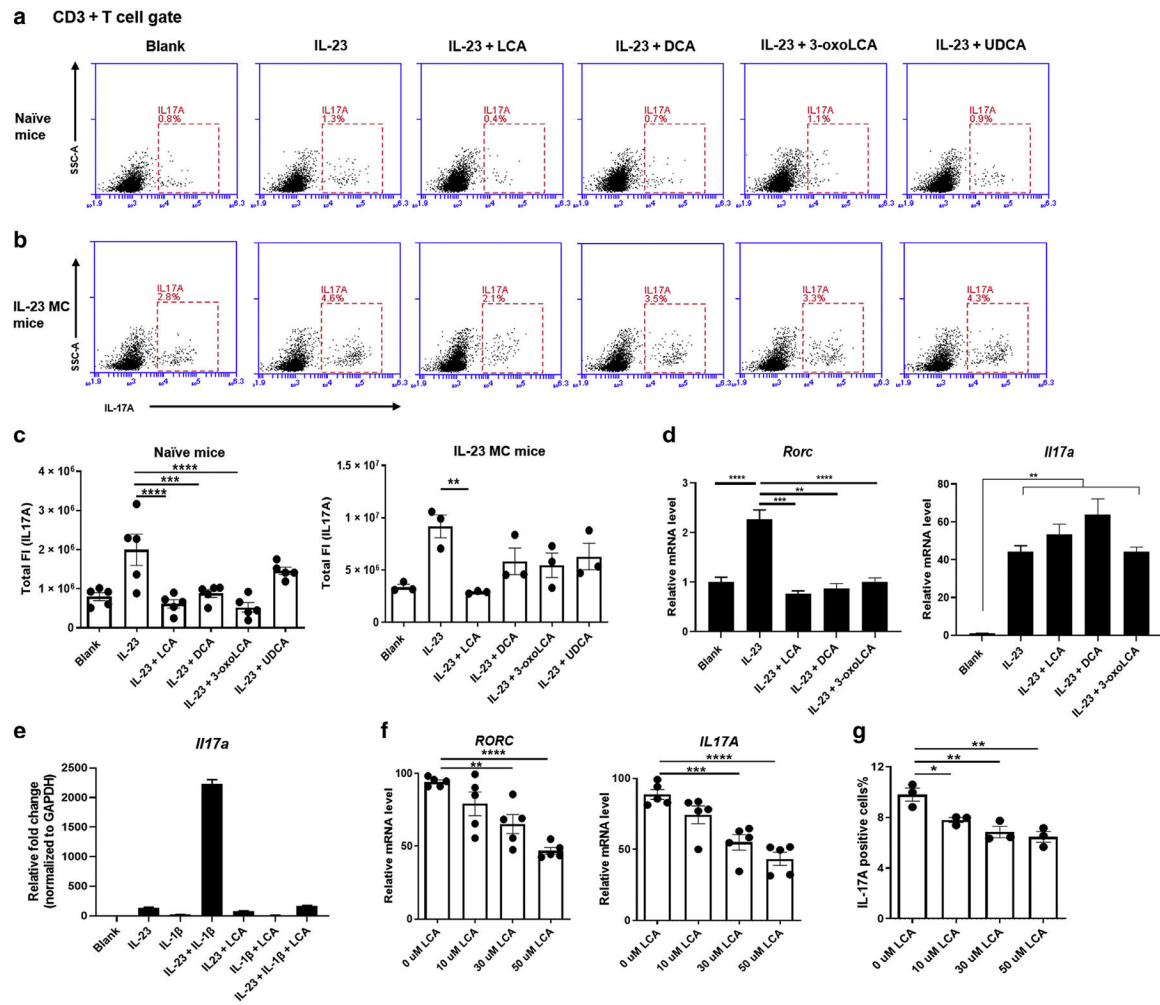 a CD3 + T cell gate
Blank IL-23 IL-23 + LCA IL-23 + DCA IL-23 + 3-oxoLCA IL-23 + UDCA
Naïve mice
SSC-A
IL17A 0.8%
IL17A 1.3%
IL17A 0.4%
IL17A 0.7%
IL17A 1.1%
IL17A 0.9%
b
IL-23 MC mice
SSC-A
IL17A 2.8%
IL17A 4.6%
IL17A 2.1%
IL17A 3.5%
IL17A 3.3%
IL17A 4.3%
IL-17A
c
Naïve mice
Total FI (IL17A)
4 × 10⁶
3 × 10⁶
2 × 10⁶
1 × 10⁶
0
****
***
****
Blank
IL-23
IL-23 + LCA
IL-23 + DCA
IL-23 + 3-oxoLCA
IL-23 + UDCA
IL-23 MC mice
Total FI (IL17A)
1.5 × 10⁷
1 × 10⁷
5 × 10⁶
0
**
Blank
IL-23
IL-23 + LCA
IL-23 + DCA
IL-23 + 3-oxoLCA
IL-23 + UDCA
d
Rorc
Relative mRNA level
3
2
1
0
**** ****
**
***
Blank
IL-23
IL-23 + LCA
IL-23 + DCA
IL-23 + 3-oxoLCA
Il17a
Relative mRNA level
80
60
40
20
0
**
Blank
IL-23
IL-23 + LCA
IL-23 + DCA
IL-23 + 3-oxoLCA
e
Il17a
Relative fold change
(normalized to GAPDH)
2500
2000
1500
1000
500
0
Blank
IL-23
IL-1β
IL-23 + IL-1β
IL23 + LCA
IL-1β + LCA
IL-23 + IL-1β + LCA
f
RORC
Relative mRNA level
100
50
0
****
**
0 uM LCA
10 uM LCA
30 uM LCA
50 uM LCA
IL17A
Relative mRNA level
100
50
0
****
***
0 uM LCA
10 uM LCA
30 uM LCA
50 uM LCA
g
IL-17A positive cells%
12
8
4
0
**
**
*
0 uM LCA
10 uM LCA
30 uM LCA
50 uM LCA